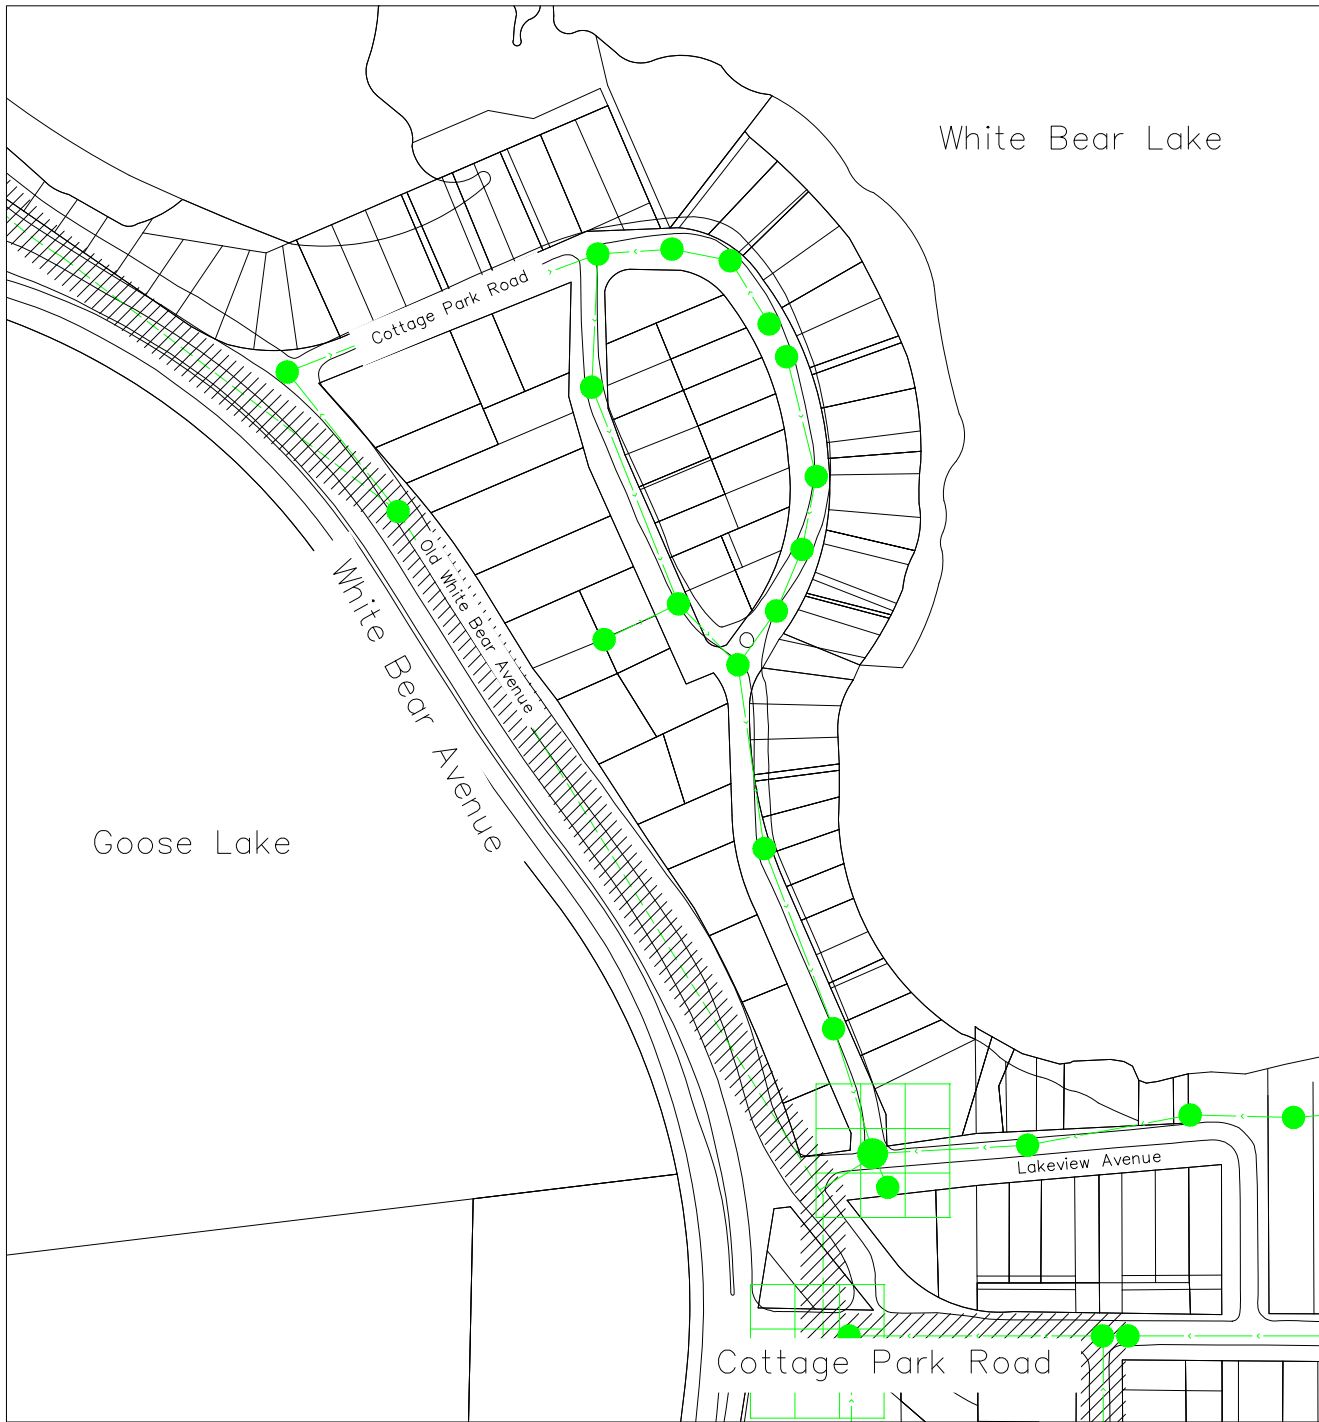 White Bear Lake
Cottage Park Road
Old White Bear Avenue
White Bear Avenue
Goose Lake
Lakeview Avenue
Cottage Park Road